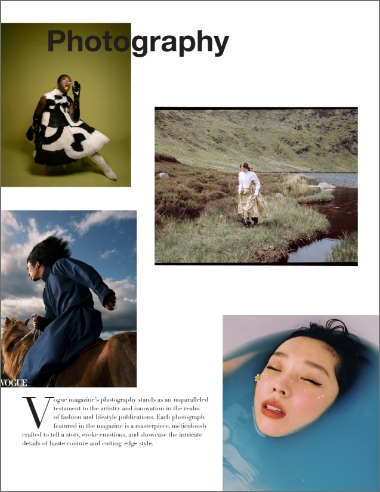 Photography
VOGUE
Vogue magazine's photography stands as an unparalleled
testament to the artistry and innovation in the realm
of fashion and lifestyle publications. Each photograph
featured in the magazine is a masterpiece, meticulously
crafted to tell a story, evoke emotions, and showcase the intricate
details of haute couture and cutting-edge style.